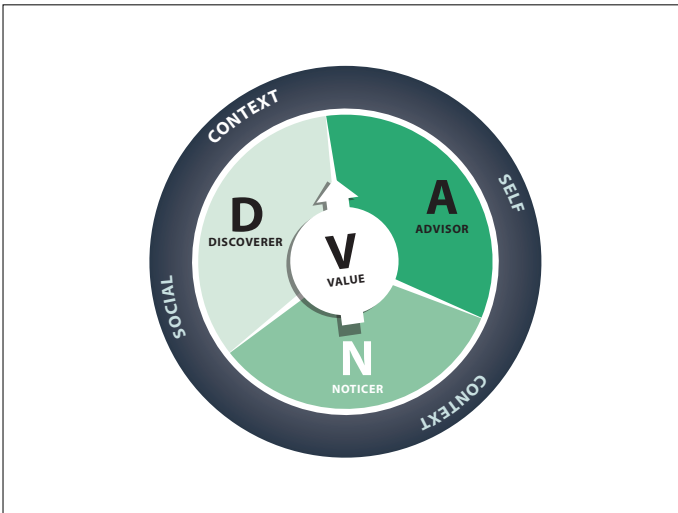 CONTEXT
SELF
D
DISCOVERER
A
ADVISOR
V
VALUE
SOCIAL
N
NOTICER
CONTEXT